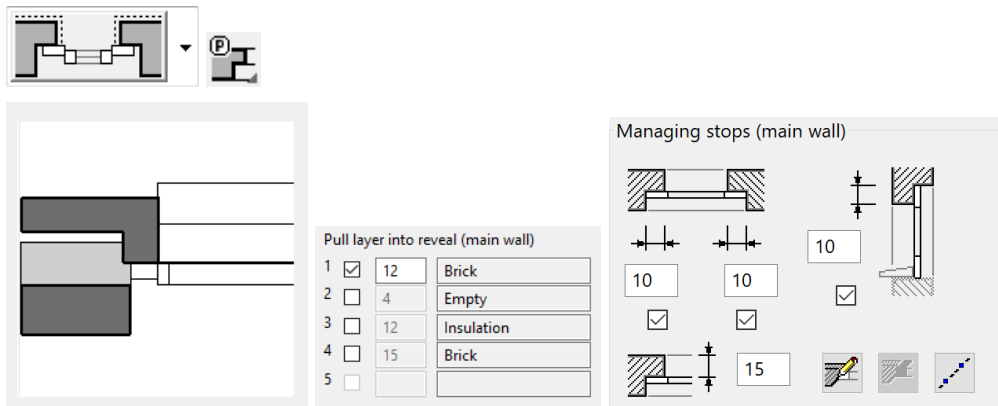 P
Managing stops (main wall)
Pull layer into reveal (main wall)
1 12 Brick
2 4 Empty
3 12 Insulation
4 15 Brick
5
10
10 10
15